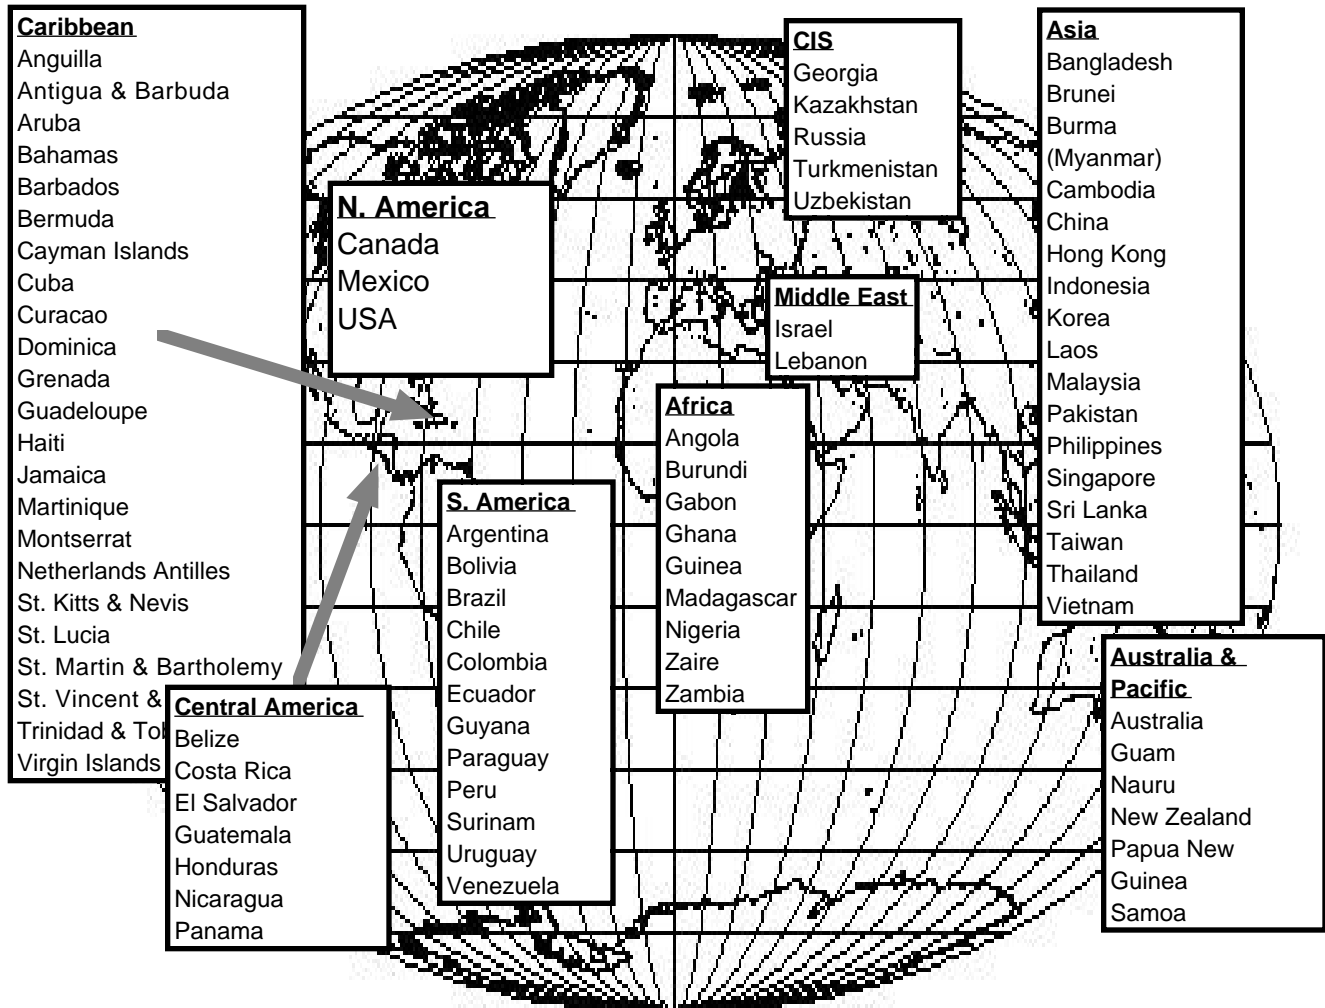 Caribbean
Anguilla
Antigua & Barbuda
Aruba
Bahamas
Barbados
Bermuda
Cayman Islands
Cuba
Curacao
Dominica
Grenada
Guadeloupe
Haiti
Jamaica
Martinique
Montserrat
Netherlands Antilles
St. Kitts & Nevis
St. Lucia
St. Martin & Bartholemy
St. Vincent &
Trinidad &
Virgin Islands
N. America
Canada
Mexico
USA
Central America
Belize
Costa Rica
El Salvador
Guatemala
Honduras
Nicaragua
Panama
S. America
Argentina
Bolivia
Brazil
Chile
Colombia
Ecuador
Guyana
Paraguay
Peru
Surinam
Uruguay
Venezuela
CIS
Georgia
Kazakhstan
Russia
Turkmenistan
Uzbekistan
Middle East
Israel
Lebanon
Africa
Angola
Burundi
Gabon
Ghana
Guinea
Madagascar
Nigeria
Zaire
Zambia
Asia
Bangladesh
Brunei
Burma
(Myanmar)
Cambodia
China
Hong Kong
Indonesia
Korea
Laos
Malaysia
Pakistan
Philippines
Singapore
Sri Lanka
Taiwan
Thailand
Vietnam
Australia &
Pacific
Australia
Guam
Nauru
New Zealand
Papua New
Guinea
Samoa